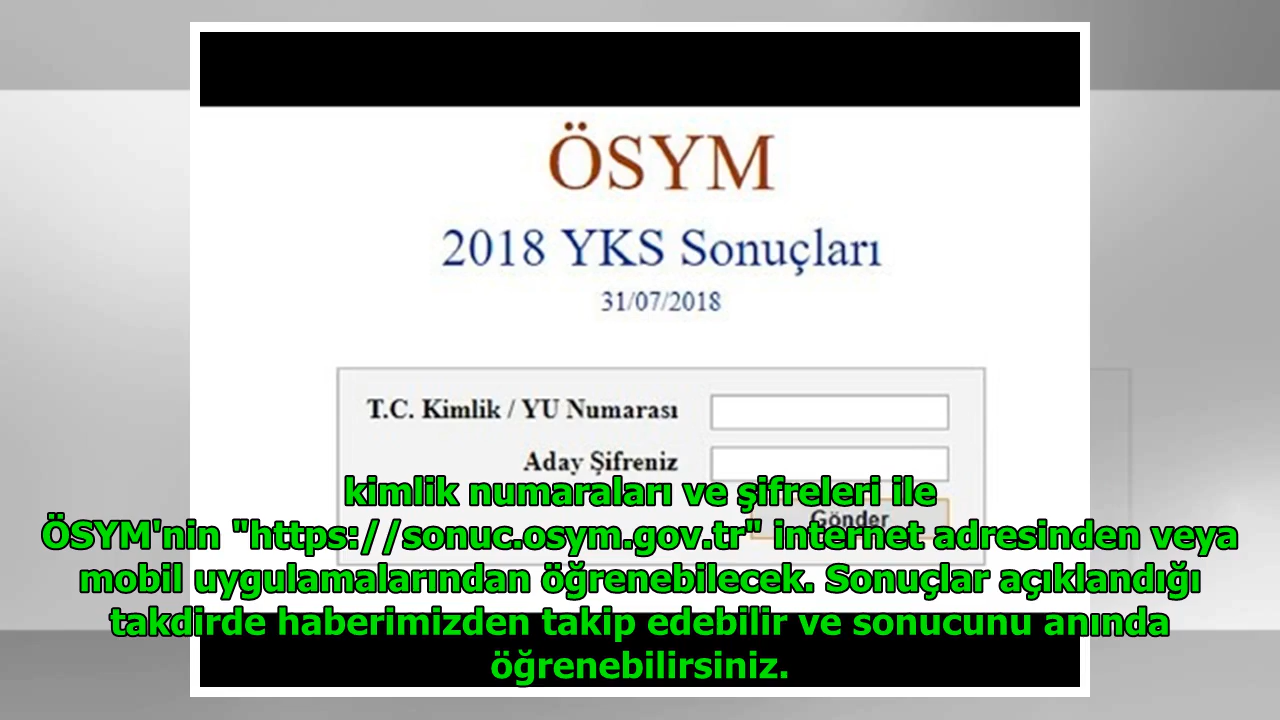 ÖSYM
2018 YKS Sonuçları
31/07/2018
T.C. Kimlik / YU Numarası
Aday Şifreniz
Gönder
kimlik numaraları ve şifreleri ile
ÖSYM'nin "https://sonuc.osym.gov.tr" internet adresinden veya
mobil uygulamalarından öğrenebilecek. Sonuçlar açıklandığı
takdirde haberimizden takip edebilir ve sonucunu anında
öğrenebilirsiniz.